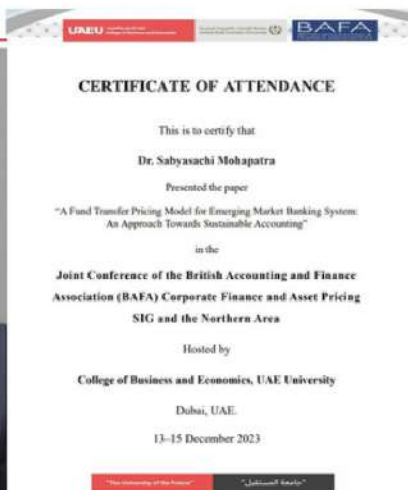 UAEU
BAFA
CERTIFICATE OF ATTENDANCE
This is to certify that
Dr. Sabyasachi Mohapatra
Presented the paper
"A Fund Transfer Pricing Model for Emerging Market Banking System:
An Approach Towards Sustainable Accounting"
in the
Joint Conference of the British Accounting and Finance
Association (BAFA) Corporate Finance and Asset Pricing
SIG and the Northern Area
Hosted by
College of Business and Economics, UAE University
Dubai, UAE.
13–15 December 2023
"The University of the Future" "جامعة المستقبل"